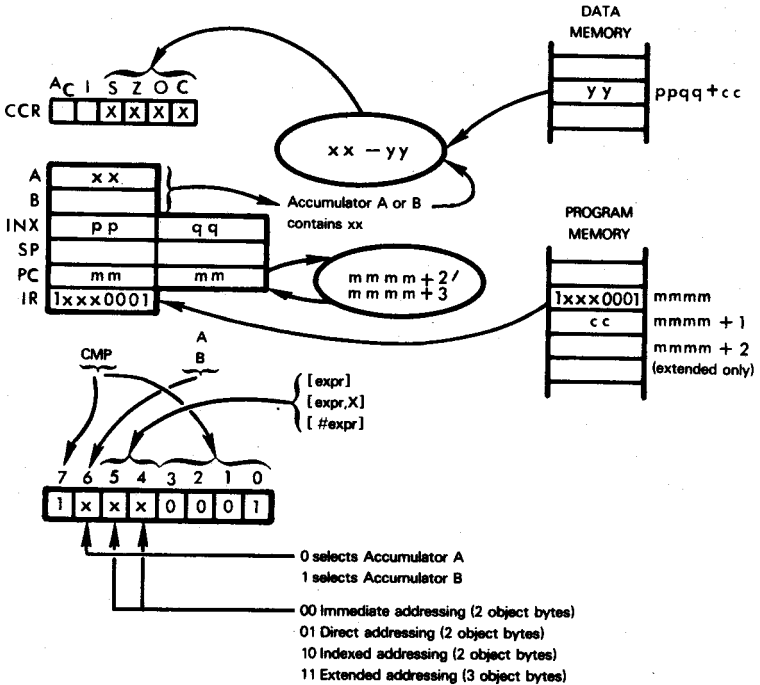 DATA
MEMORY
AC I S Z O C
CCR x x x x
yy ppqq+cc
xx – yy
A xx
B
Accumulator A or B
contains xx
INX pp qq
SP
PC mm mm
IR 1xxx0001
mmmm+2/
mmmm+3
PROGRAM
MEMORY
1xxx0001 mmmm
cc mmmm + 1
mmmm + 2
(extended only)
CMP
A
B
[expr]
[expr,X]
[#expr]
7 6 5 4 3 2 1 0
1 x x x 0 0 0 1
0 selects Accumulator A
1 selects Accumulator B
00 Immediate addressing (2 object bytes)
01 Direct addressing (2 object bytes)
10 Indexed addressing (2 object bytes)
11 Extended addressing (3 object bytes)